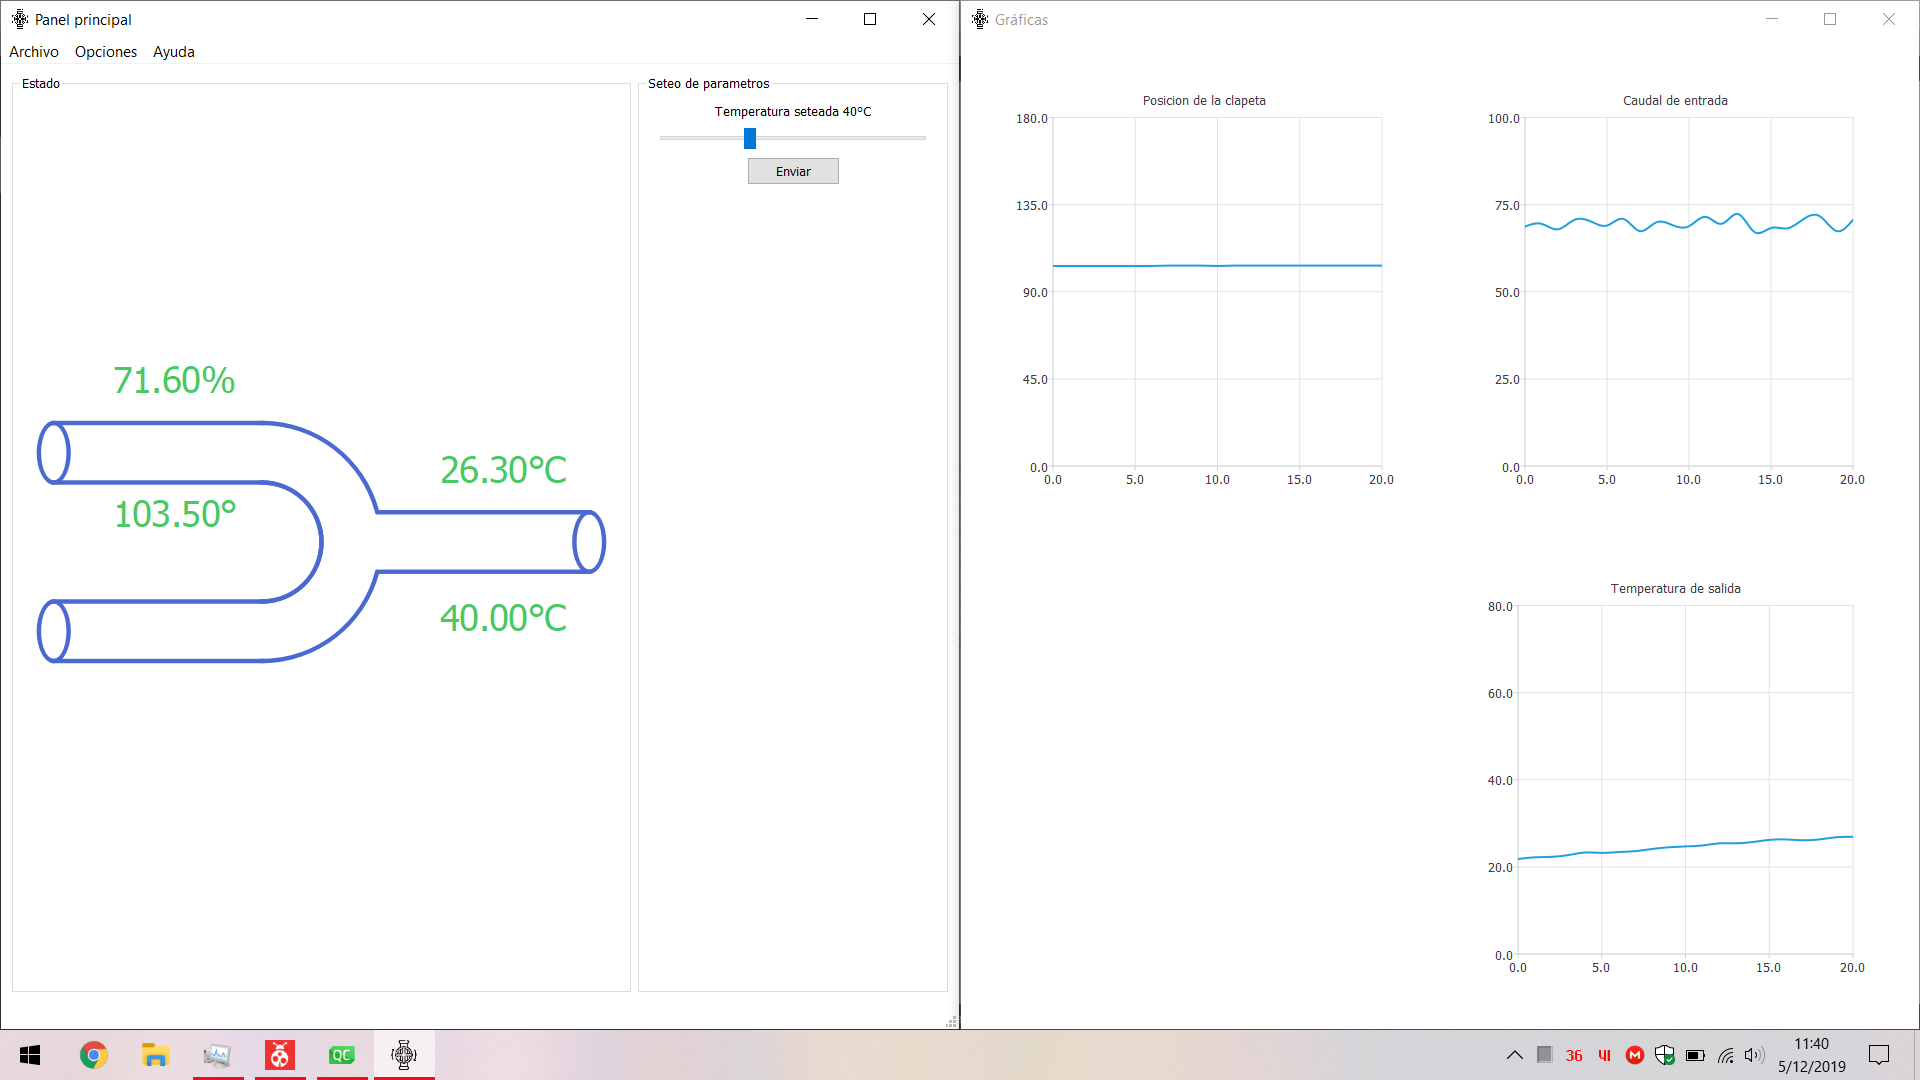 Panel principal
Archivo Opciones Ayuda
Estado
71.60%
103.50°
26.30°C
40.00°C
Seteo de parametros
Temperatura seteada 40ºC
Enviar
Gráficas
Posicion de la clapeta
180.0
135.0
90.0
45.0
0.0
0.0 5.0 10.0 15.0 20.0
Caudal de entrada
100.0
75.0
50.0
25.0
0.0
0.0 5.0 10.0 15.0 20.0
Temperatura de salida
80.0
60.0
40.0
20.0
0.0
0.0 5.0 10.0 15.0 20.0
QC
36
M
11:40
5/12/2019